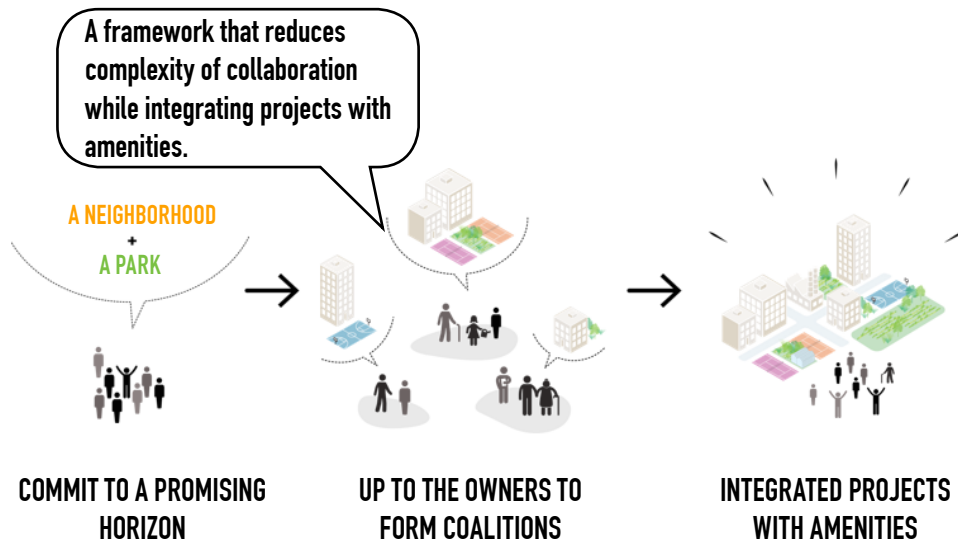 A framework that reduces
complexity of collaboration
while integrating projects with
amenities.
A NEIGHBORHOOD
+
A PARK
COMMIT TO A PROMISING
HORIZON
UP TO THE OWNERS TO
FORM COALITIONS
INTEGRATED PROJECTS
WITH AMENITIES